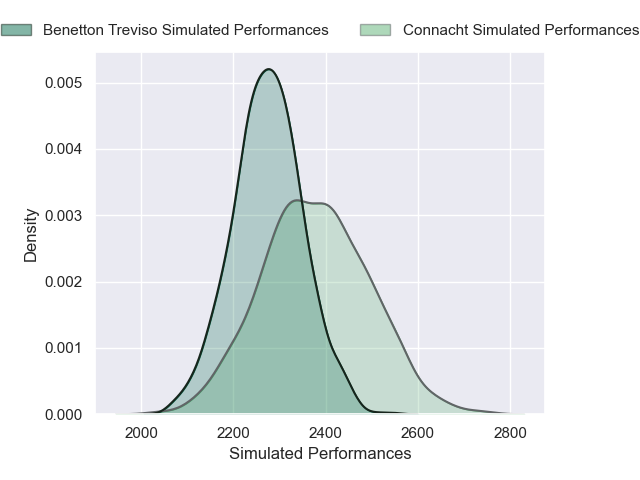 Benetton Treviso Simulated Performances
Connacht Simulated Performances
0.005
0.004
0.003
0.002
0.001
0.000
Density
2000 2200 2400 2600 2800
Simulated Performances